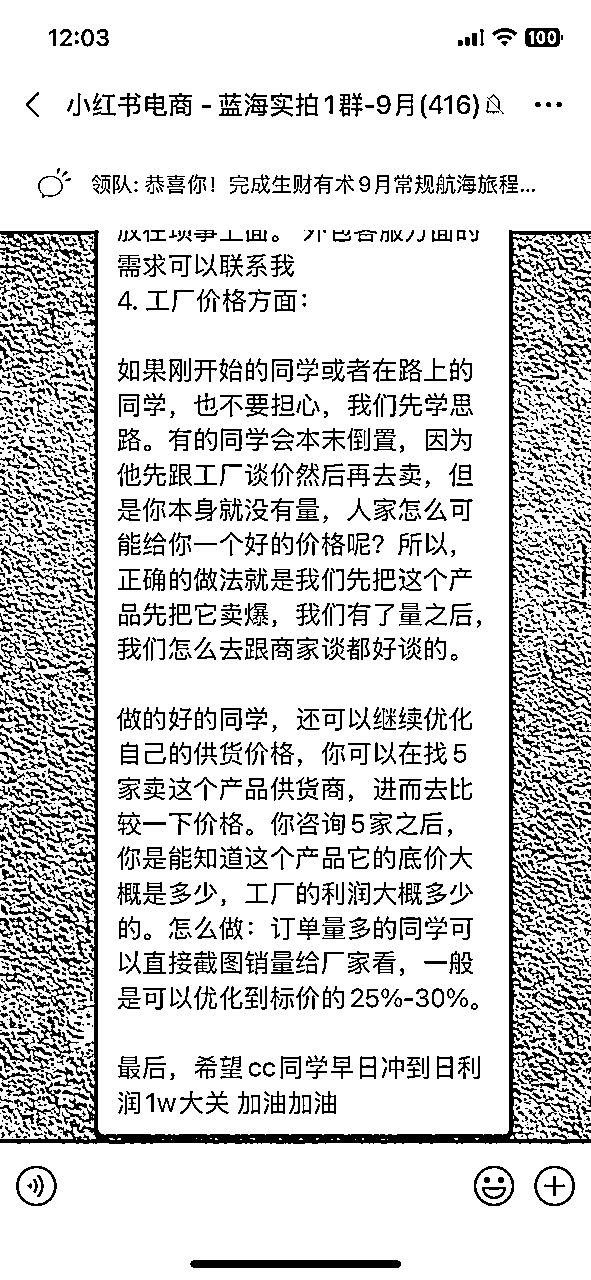 12:03
100
小红书电商 - 蓝海实拍1群-9月(416)
领队: 恭喜你！完成生财有术9月常规航海旅程...
放在琐事上面。 外包客服方面的
需求可以联系我
4. 工厂价格方面：
如果刚开始的同学或者在路上的
同学，也不要担心，我们先学思
路。有的同学会本末倒置，因为
他先跟工厂谈价然后再去卖，但
是你本身就没有量，人家怎么可
能给你一个好的价格呢？所以，
正确的做法就是我们先把这个产
品先把它卖爆，我们有了量之后，
我们怎么去跟商家谈都好谈的。
做的好的同学，还可以继续优化
自己的供货价格，你可以在找5
家卖这个产品供货商，进而去比
较一下价格。你咨询5家之后，
你是能知道这个产品它的底价大
概是多少，工厂的利润大概多少
的。怎么做：订单量多的同学可
以直接截图销量给厂家看，一般
是可以优化到标价的25%-30%。
最后，希望cc同学早日冲到日利
润1w大关 加油加油